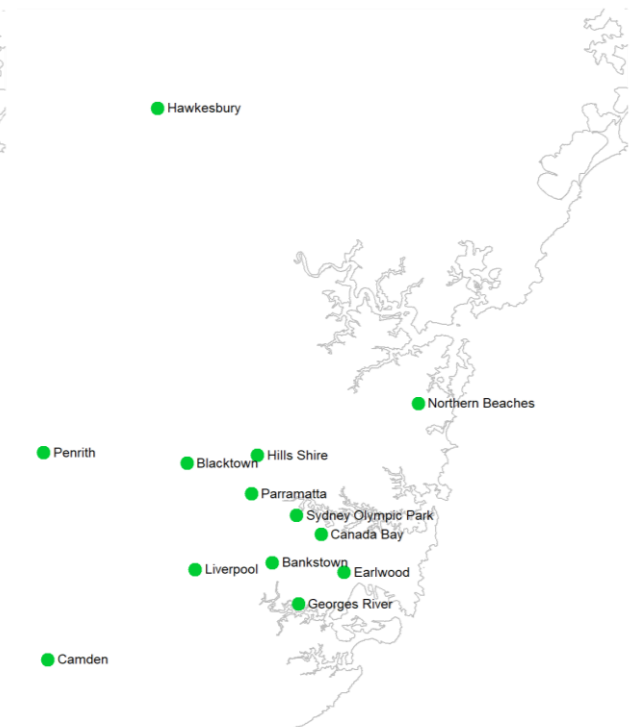 Hawkesbury
Northern Beaches
Penrith
Hills Shire
Blacktown
Parramatta
Sydney Olympic Park
Canada Bay
Bankstown
Liverpool
Earlwood
Georges River
Camden